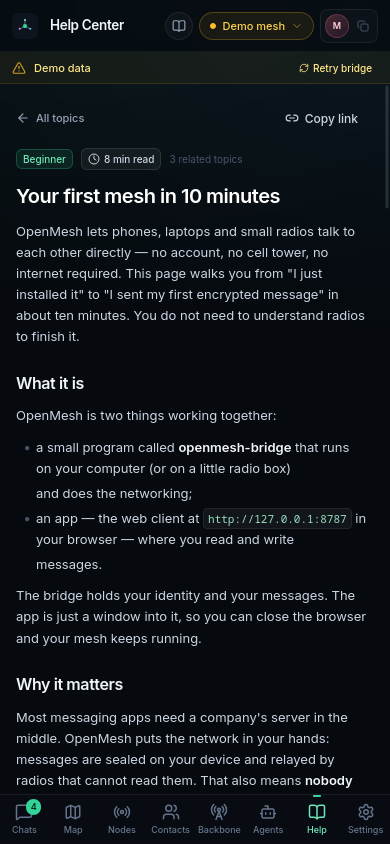 Help Center
Demo mesh
M
Demo data
Retry bridge
All topics
Copy link
Beginner
8 min read
3 related topics
Your first mesh in 10 minutes
OpenMesh lets phones, laptops and small radios talk to
each other directly — no account, no cell tower, no
internet required. This page walks you from "I just
installed it" to "I sent my first encrypted message" in
about ten minutes. You do not need to understand radios
to finish it.
What it is
OpenMesh is two things working together:
• a small program called openmesh-bridge that runs
on your computer (or on a little radio box)
and does the networking;
• an app — the web client at http://127.0.0.1:8787 in
your browser — where you read and write
messages.
The bridge holds your identity and your messages. The
app is just a window into it, so you can close the browser
and your mesh keeps running.
Why it matters
Most messaging apps need a company's server in the
middle. OpenMesh puts the network in your hands:
messages are sealed on your device and relayed by
radios that cannot read them. That also means nobody
4
Chats
Map
Nodes
Contacts
Backbone
Agents
Help
Settings